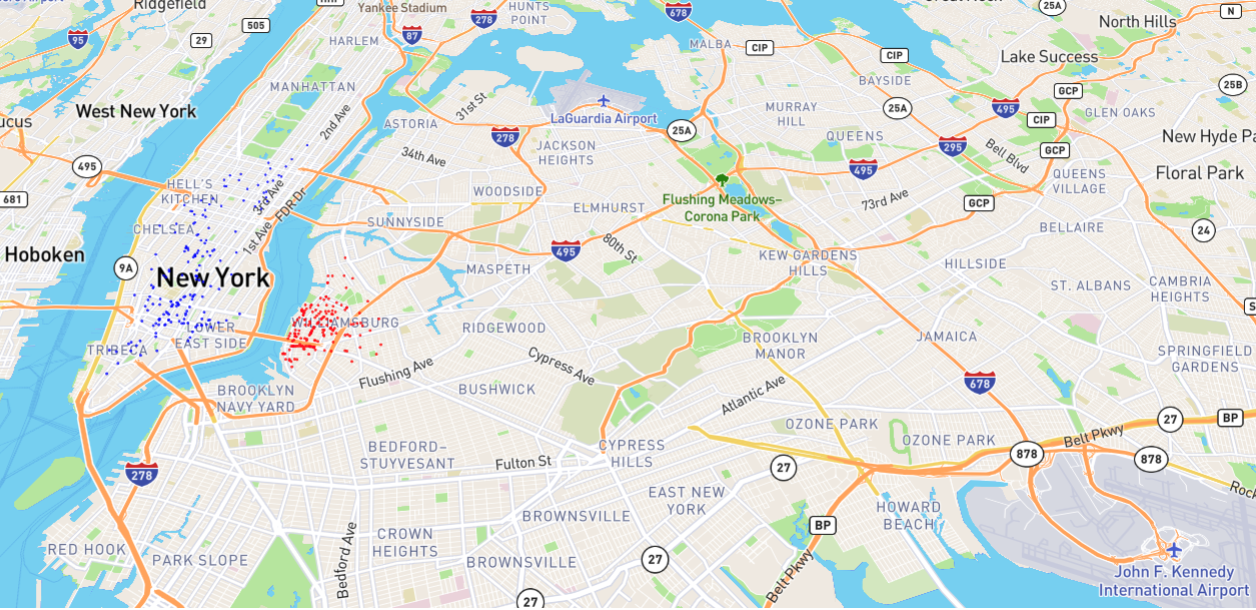 Ridgefield
Yankee Stadium
HUNTS
POINT
278
678
25A
N
North Hills
95
29
505
HARLEM
87
MALBA
CIP
CIP
Lake Success
BAYSIDE
GCP
25B
MANHATTAN
West New York
2nd Ave
ASTORIA
31st St
LaGuardia Airport
278
25A
MURRAY
HILL
25A
495
CIP
GLEN OAKS
QUEENS
295
Bell Blvd
GCP
New Hyde
495
34th Ave
JACKSON
HEIGHTS
495
Floral Park
HELL'S
KITCHEN
3rd Ave
FDR Dr
WOODSIDE
ELMHURST
Flushing Meadows–
Corona Park
73rd Ave
GCP
QUEENS
VILLAGE
681
CHELSEA
1st Ave
SUNNYSIDE
BELLAIRE
24
Hoboken
9A
New York
495
80th St
MASPETH
KEW GARDENS
HILLS
HILLSIDE
ST. ALBANS
CAMBRIA
HEIGHTS
TRIBECA
LOWER
EAST SIDE
WILLIAMSBURG
RIDGEWOOD
BROOKLYN
MANOR
JAMAICA
SPRINGFIELD
GARDENS
BROOKLYN
NAVY YARD
Flushing Ave
Cypress Ave
BUSHWICK
Atlantic Ave
678
OZONE PARK
OZONE PARK
27
BP
Belt Pkwy
278
BEDFORD–
STUYVESANT
Fulton St
CYPRESS
HILLS
27
878
878
EAST NEW
YORK
BROWNSVILLE
BP
HOWARD
BEACH
RED HOOK
PARK SLOPE
Bedford Ave
CROWN
HEIGHTS
BROWNSVILLE
27
27
Belt Pkwy
John F. Kennedy
International Airport